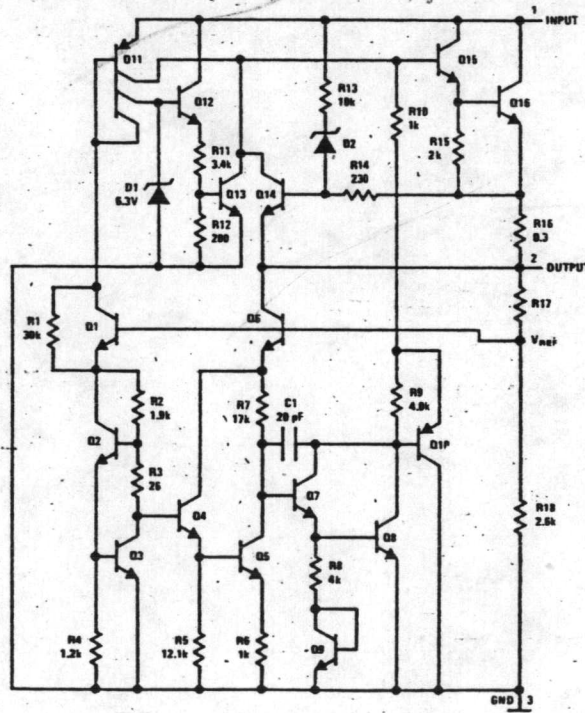 1
INPUT
Q11
Q15
Q12
R13
18k
R10
1k
Q16
R11
3.4k
D2
R15
2k
R14
230
D1
6.3V
Q13
Q14
R12
200
R16
0.3
2
OUTPUT
R17
R1
30k
Q1
Q6
VREF
R2
1.9k
R7
17k
C1
20 pF
R9
4.0k
Q2
Q1P
R3
26
Q7
Q4
R18
2.6k
Q3
Q5
Q8
R8
4k
R4
1.2k
R5
12.1k
R6
1k
Q9
GND
3